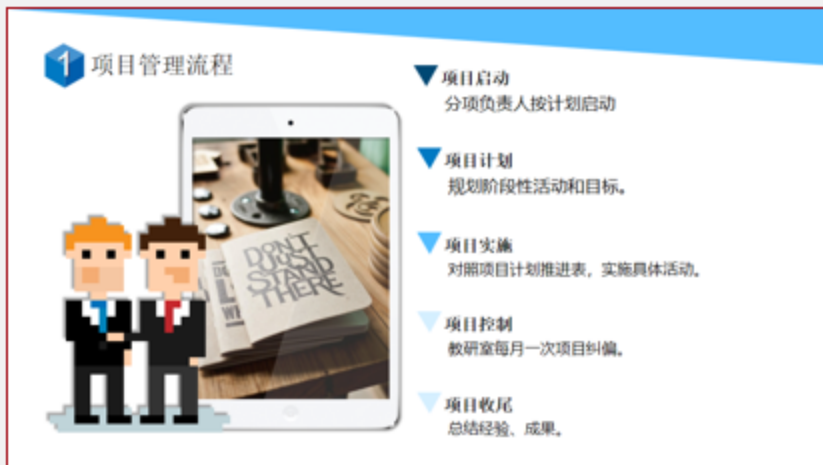 1 项目管理流程
项目启动
分项负责人按计划启动
项目计划
规划阶段性活动和目标。
项目实施
对照项目计划推进表，实施具体活动。
项目控制
教研室每月一次项目纠偏。
项目收尾
总结经验、成果。
DON'T
JUST
STAND
THERE